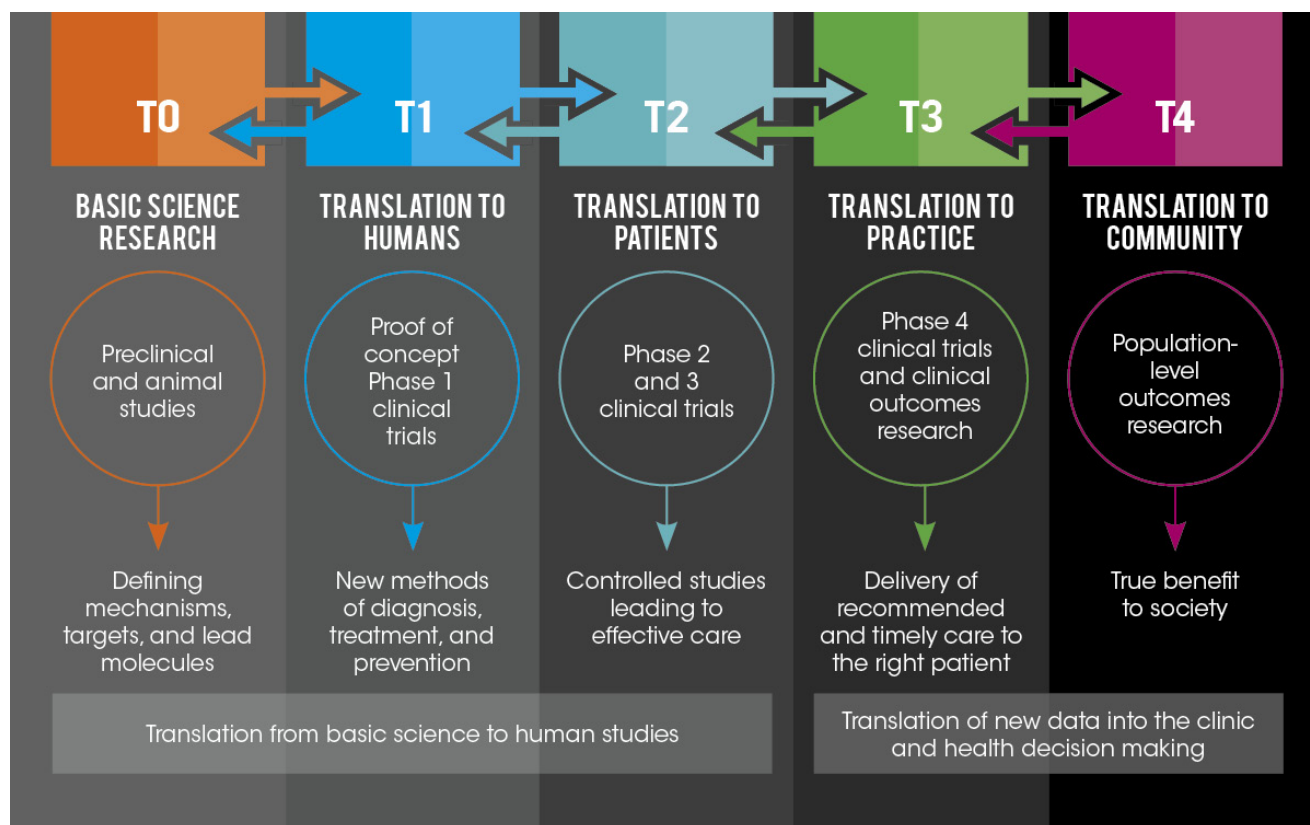 T0
T1
T2
T3
T4
BASIC SCIENCE
RESEARCH
TRANSLATION TO
HUMANS
TRANSLATION TO
PATIENTS
TRANSLATION TO
PRACTICE
TRANSLATION TO
COMMUNITY
Preclinical
and animal
studies
Proof of
concept
Phase 1
clinical
trials
Phase 2
and 3
clinical trials
Phase 4
clinical trials
and clinical
outcomes
research
Population-
level
outcomes
research
Defining
mechanisms,
targets, and lead
molecules
New methods
of diagnosis,
treatment, and
prevention
Controlled studies
leading to
effective care
Delivery of
recommended
and timely care to
the right patient
True benefit
to society
Translation from basic science to human studies
Translation of new data into the clinic
and health decision making